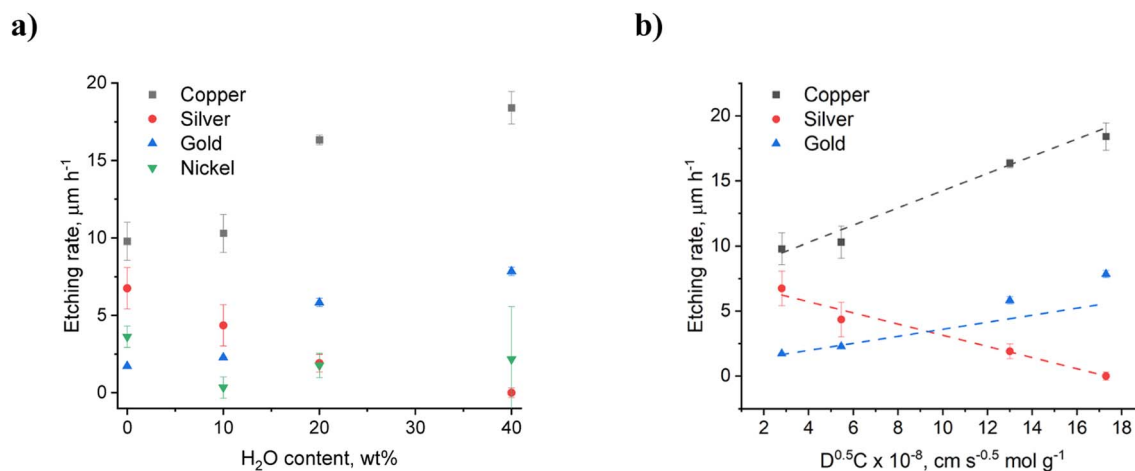 a)
20
15
10
5
0
Etching rate, μm h⁻¹
Copper
Silver
Gold
Nickel
0 10 20 30 40
H₂O content, wt%
b)
20
15
10
5
0
Etching rate, μm h⁻¹
Copper
Silver
Gold
2 4 6 8 10 12 14 16 18
D⁰·⁵C x 10⁻⁸, cm s⁻⁰·⁵ mol g⁻¹